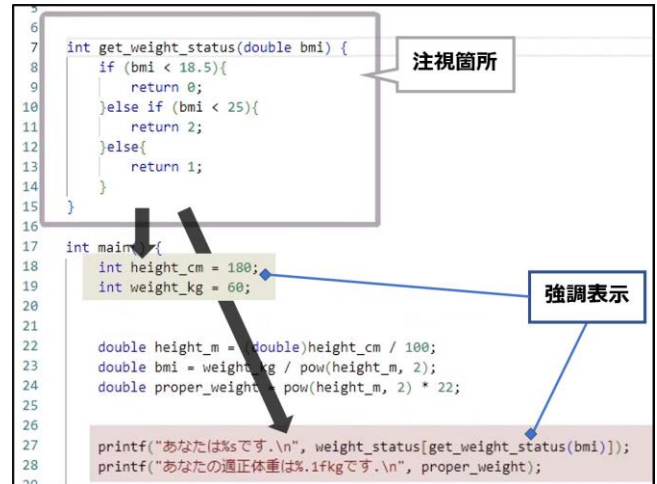 5
6
7 int get_weight_status(double bmi) {
8 if (bmi < 18.5){
9 return 0;
10 }else if (bmi < 25){
11 return 2;
12 }else{
13 return 1;
14 }
15 }
16
17 int main() {
18 int height_cm = 180;
19 int weight_kg = 60;
20
21
22 double height_m = (double)height_cm / 100;
23 double bmi = weight_kg / pow(height_m, 2);
24 double proper_weight = pow(height_m, 2) * 22;
25
26
27 printf("あなたは%sです.\n", weight_status[get_weight_status(bmi)]);
28 printf("あなたの適正体重は%.1fkgです.\n", proper_weight);
注視箇所
強調表示